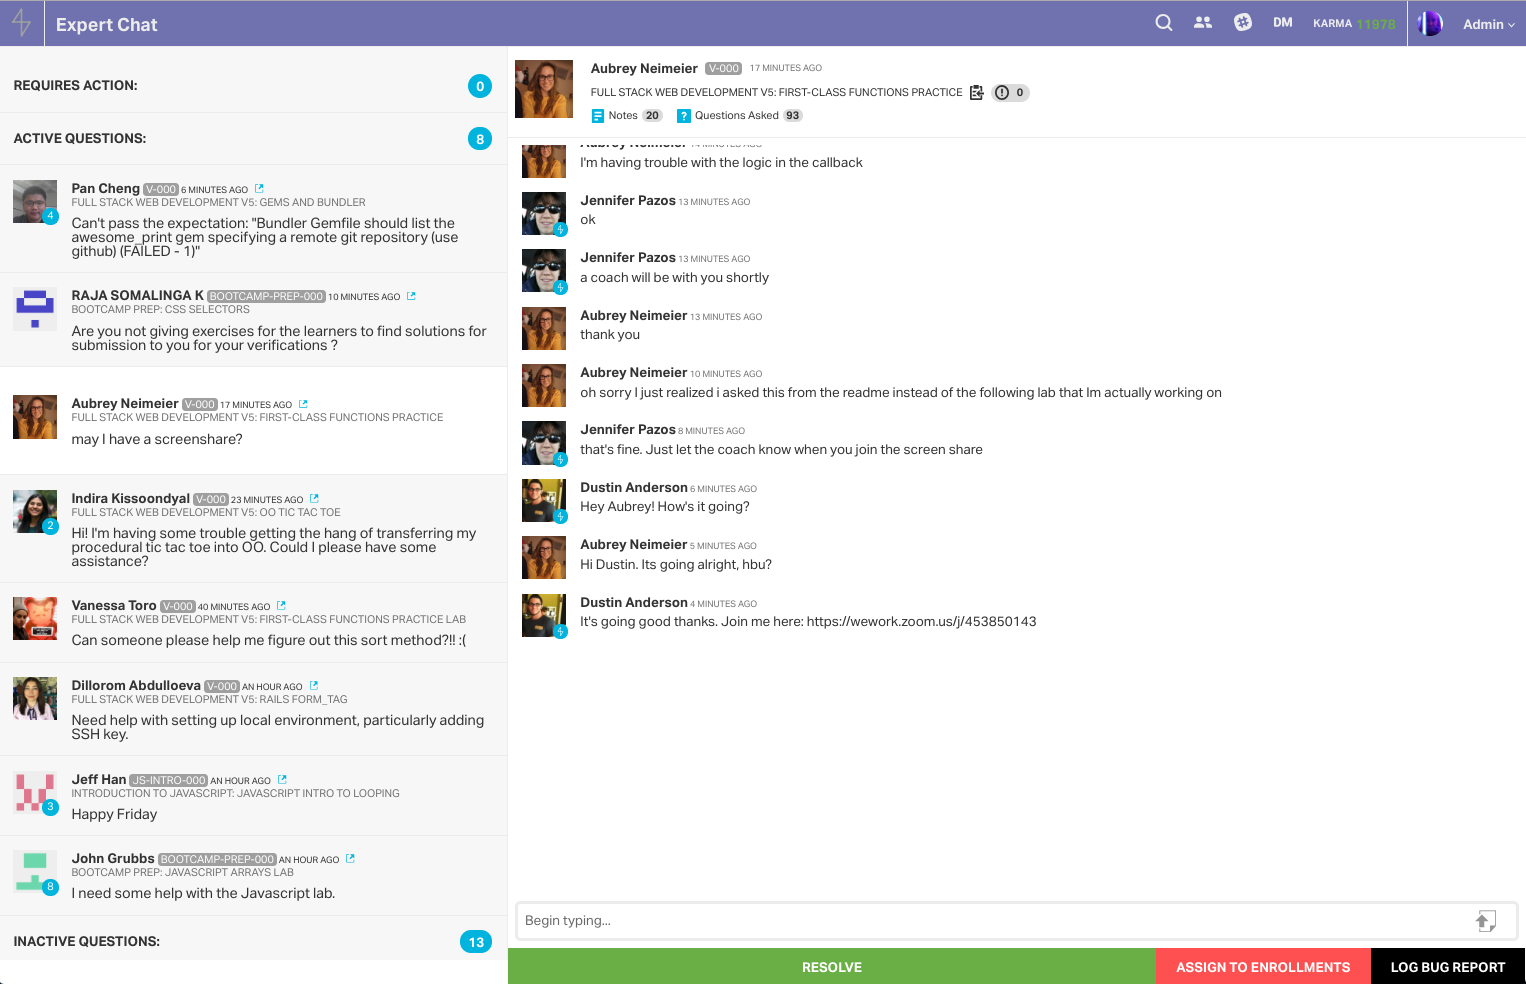 Expert Chat
DM
KARMA 11978
Admin
REQUIRES ACTION:
0
ACTIVE QUESTIONS:
8
Pan Cheng V-000 6 MINUTES AGO
FULL STACK WEB DEVELOPMENT V5: GEMS AND BUNDLER
4
Can't pass the expectation: "Bundler Gemfile should list the
awesome_print gem specifying a remote git repository (use
github) (FAILED - 1)"
RAJA SOMALINGA K BOOTCAMP-PREP-000 10 MINUTES AGO
BOOTCAMP PREP: CSS SELECTORS
Are you not giving exercises for the learners to find solutions for
submission to you for your verifications ?
Aubrey Neimeier V-000 17 MINUTES AGO
FULL STACK WEB DEVELOPMENT V5: FIRST-CLASS FUNCTIONS PRACTICE
may I have a screenshare?
Indira Kissoondyal V-000 23 MINUTES AGO
FULL STACK WEB DEVELOPMENT V5: OO TIC TAC TOE
2
Hi! I'm having some trouble getting the hang of transferring my
procedural tic tac toe into OO. Could I please have some
assistance?
Vanessa Toro V-000 40 MINUTES AGO
FULL STACK WEB DEVELOPMENT V5: FIRST-CLASS FUNCTIONS PRACTICE LAB
Can someone please help me figure out this sort method?!! :(
Dillorom Abdulloeva V-000 AN HOUR AGO
FULL STACK WEB DEVELOPMENT V5: RAILS FORM_TAG
Need help with setting up local environment, particularly adding
SSH key.
Jeff Han JS-INTRO-000 AN HOUR AGO
INTRODUCTION TO JAVASCRIPT: JAVASCRIPT INTRO TO LOOPING
3
Happy Friday
John Grubbs BOOTCAMP-PREP-000 AN HOUR AGO
BOOTCAMP PREP: JAVASCRIPT ARRAYS LAB
8
I need some help with the Javascript lab.
INACTIVE QUESTIONS:
13
Aubrey Neimeier V-000 17 MINUTES AGO
FULL STACK WEB DEVELOPMENT V5: FIRST-CLASS FUNCTIONS PRACTICE 0
Notes 20 Questions Asked 93
Aubrey Neimeier 14 MINUTES AGO
I'm having trouble with the logic in the callback
Jennifer Pazos 13 MINUTES AGO
ok
Jennifer Pazos 13 MINUTES AGO
a coach will be with you shortly
Aubrey Neimeier 13 MINUTES AGO
thank you
Aubrey Neimeier 10 MINUTES AGO
oh sorry I just realized i asked this from the readme instead of the following lab that Im actually working on
Jennifer Pazos 8 MINUTES AGO
that's fine. Just let the coach know when you join the screen share
Dustin Anderson 6 MINUTES AGO
Hey Aubrey! How's it going?
Aubrey Neimeier 5 MINUTES AGO
Hi Dustin. Its going alright, hbu?
Dustin Anderson 4 MINUTES AGO
It's going good thanks. Join me here: https://wework.zoom.us/j/453850143
Begin typing...
RESOLVE
ASSIGN TO ENROLLMENTS
LOG BUG REPORT